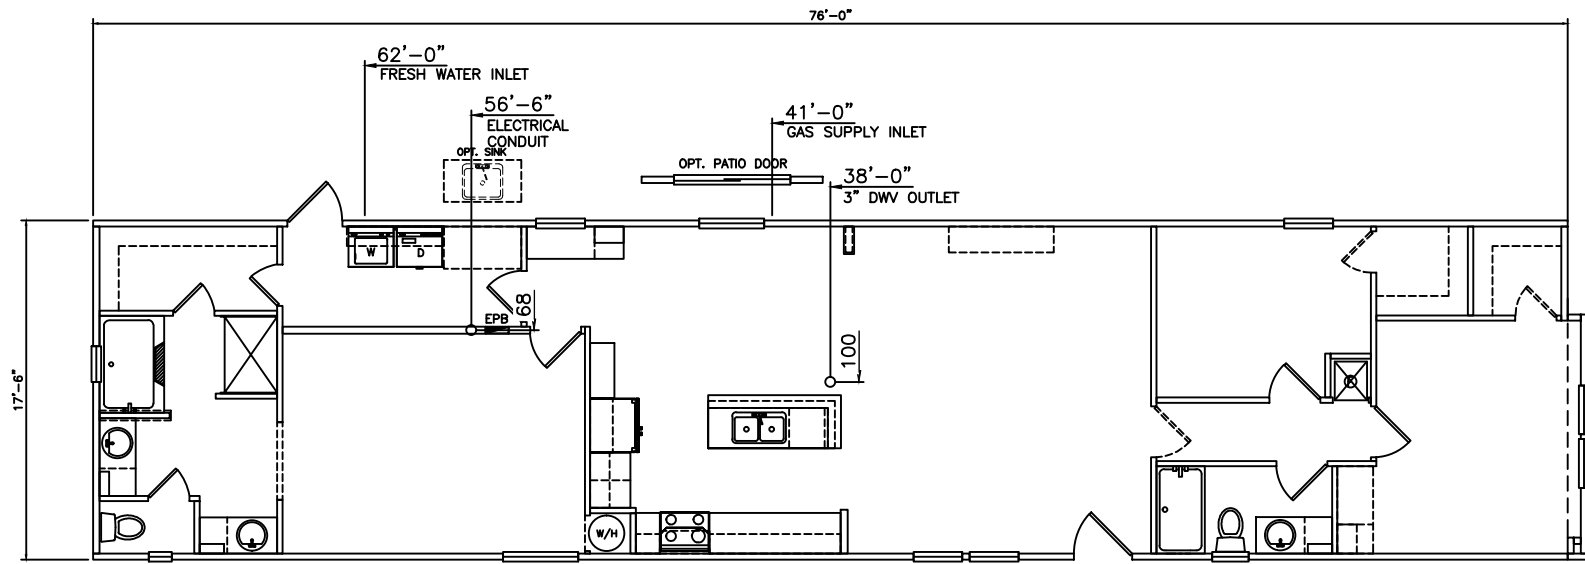 76'-0"
62'-0"
FRESH WATER INLET
56'-6"
ELECTRICAL
CONDUIT
OPT. SINK
41'-0"
GAS SUPPLY INLET
OPT. PATIO DOOR
38'-0"
3" DWV OUTLET
W
D
68
EPB
100
17'-6"
W/H